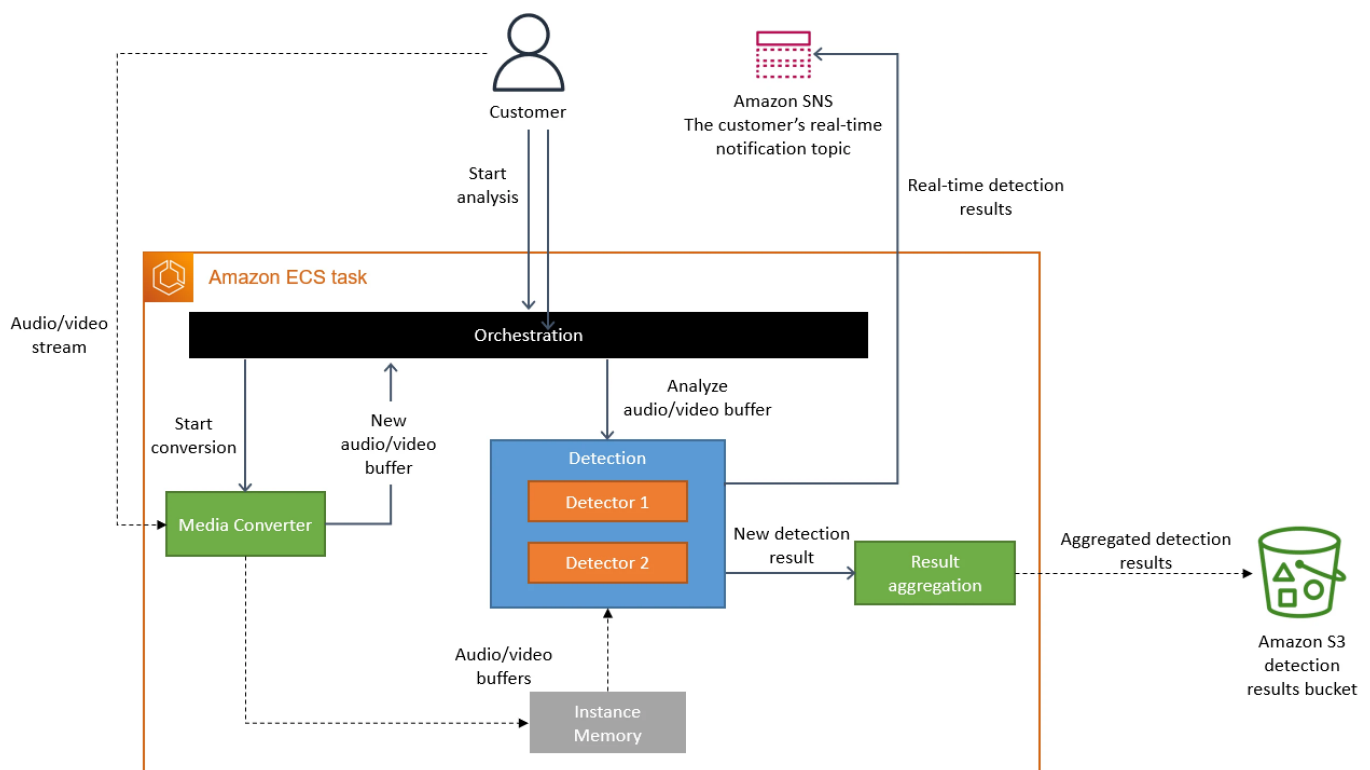 Customer
Amazon SNS
The customer’s real-time
notification topic
Start
analysis
Real-time detection
results
Amazon ECS task
Audio/video
stream
Orchestration
Start
conversion
New
audio/video
buffer
Analyze
audio/video buffer
Detection
Detector 1
Detector 2
Media Converter
New detection
result
Result
aggregation
Aggregated detection
results
Amazon S3
detection
results bucket
Audio/video
buffers
Instance
Memory